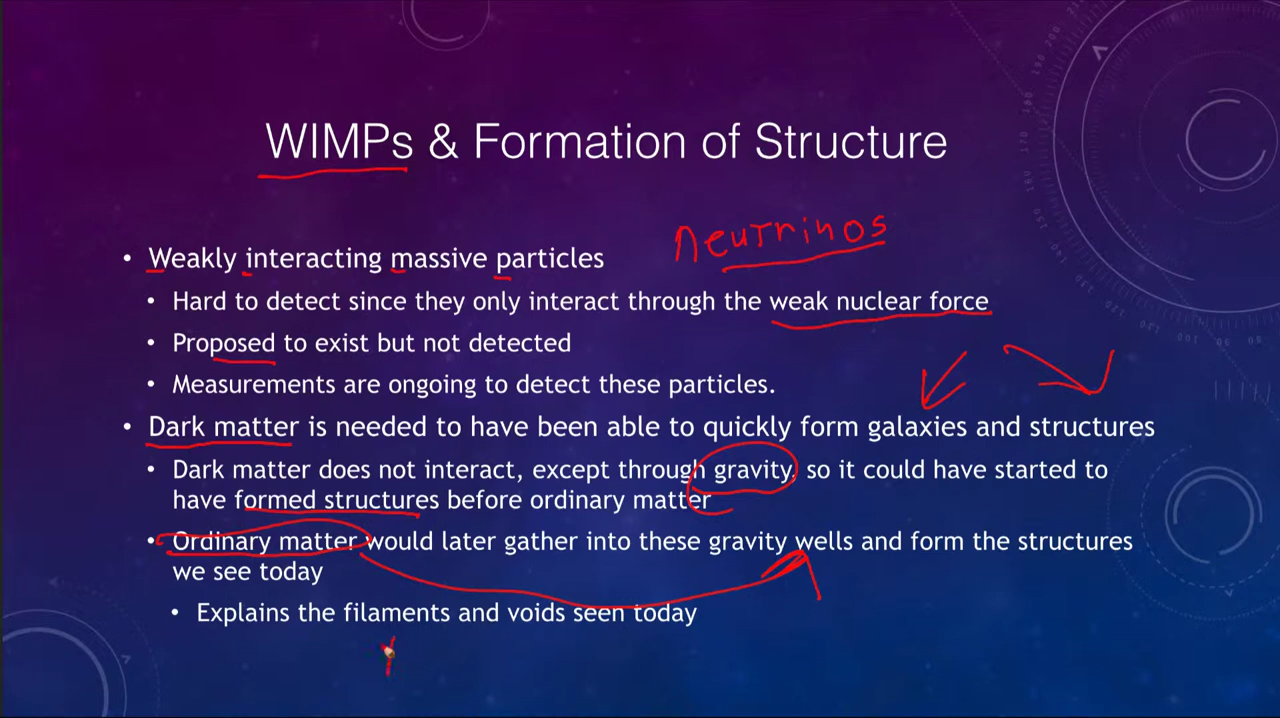 WIMPs & Formation of Structure
neutrinos
• Weakly interacting massive particles
• Hard to detect since they only interact through the weak nuclear force
• Proposed to exist but not detected
• Measurements are ongoing to detect these particles.
• Dark matter is needed to have been able to quickly form galaxies and structures
• Dark matter does not interact, except through gravity, so it could have started to
have formed structures before ordinary matter
• Ordinary matter would later gather into these gravity wells and form the structures
we see today
• Explains the filaments and voids seen today